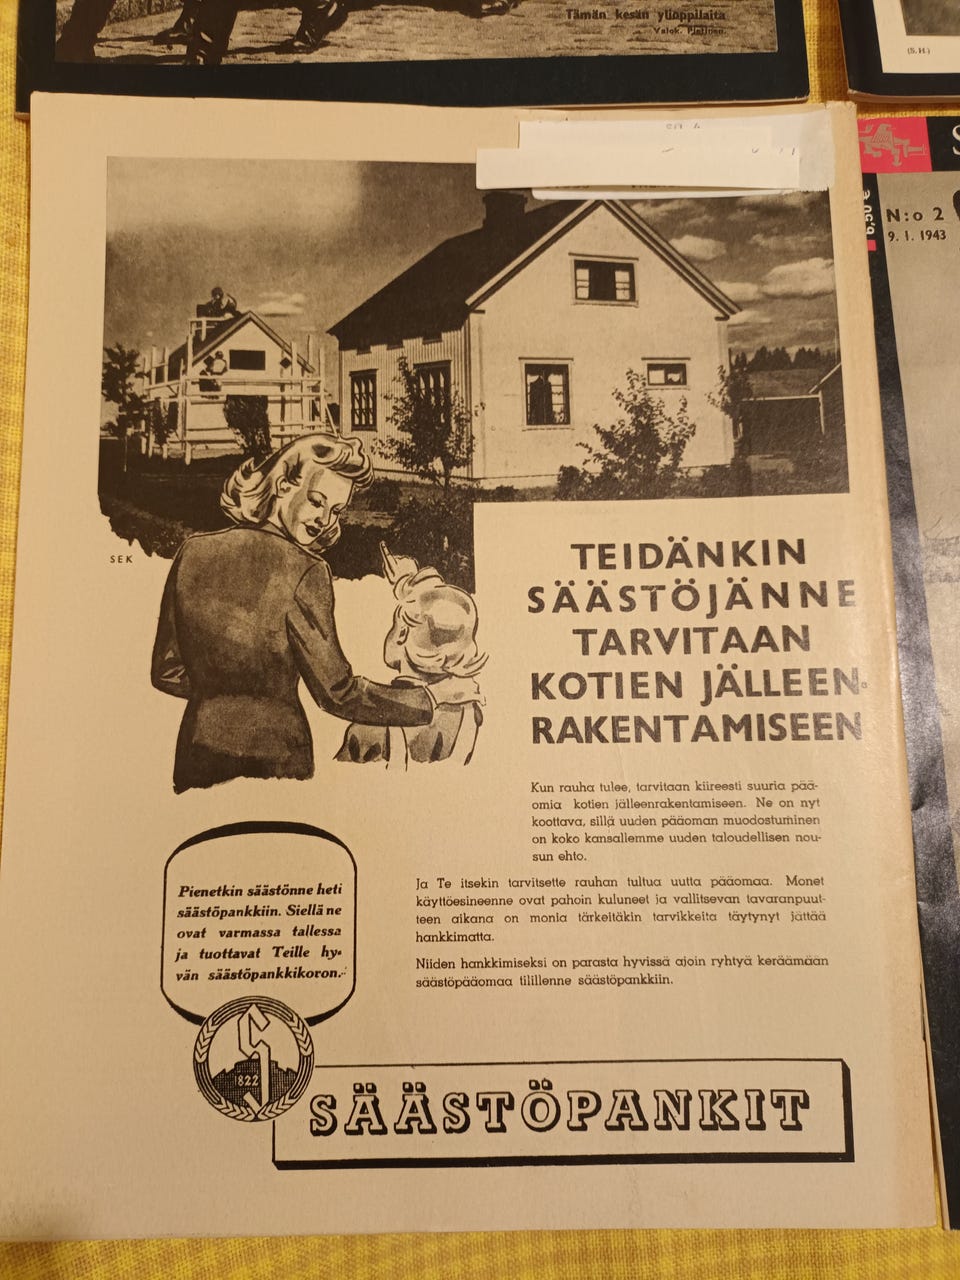 Tämän kesän ylioppilaita
Valok. Pietinen.
(S.H.)
6,50 €
N:o 2
9. 1. 1943
S
SEK
TEIDÄNKIN
SÄÄSTÖJÄNNE
TARVITAAN
KOTIEN JÄLLEEN-
RAKENTAMISEEN
Kun rauha tulee, tarvitaan kiireesti suuria pää-
omia kotien jälleenrakentamiseen. Ne on nyt
koottava, sillä uuden pääoman muodostuminen
on koko kansallemme uuden taloudellisen nou-
sun ehto.
Ja Te itsekin tarvitsette rauhan tultua uutta pääomaa. Monet
käyttöesineenne ovat pahoin kuluneet ja vallitsevan tavaranpuut-
teen aikana on monia tärkeitäkin tarvikkeita täytynyt jättää
hankkimatta.
Niiden hankkimiseksi on parasta hyvissä ajoin ryhtyä keräämään
säästöpääomaa tilillenne säästöpankkiin.
Pienetkin säästönne heti
säästöpankkiin. Siellä ne
ovat varmassa tallessa
ja tuottavat Teille hy-
vän säästöpankkikoron.
1822
SÄÄSTÖPANKIT